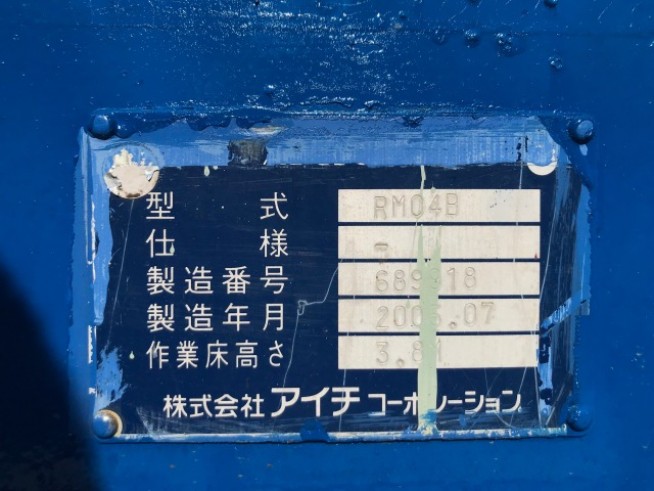 型式 RM04B
仕様 -
製造番号
製造年月
作業床高さ
株式会社アイチコーポレーション